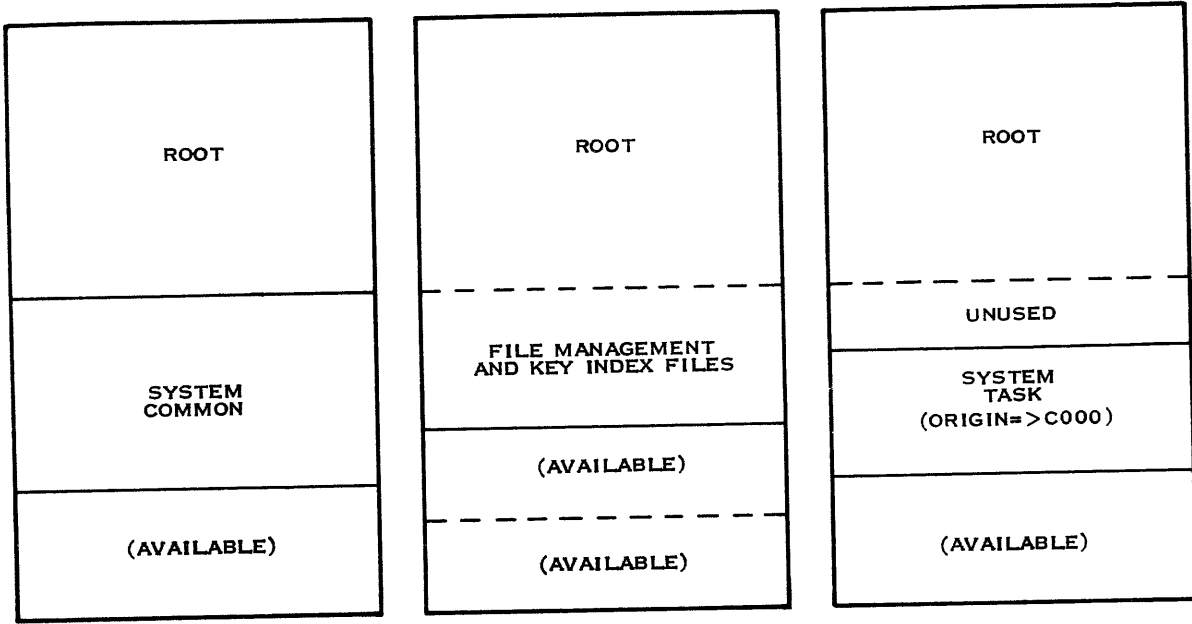 ROOT
SYSTEM
COMMON
(AVAILABLE)
ROOT
FILE MANAGEMENT
AND KEY INDEX FILES
(AVAILABLE)
(AVAILABLE)
ROOT
UNUSED
SYSTEM
TASK
(ORIGIN=>C000)
(AVAILABLE)